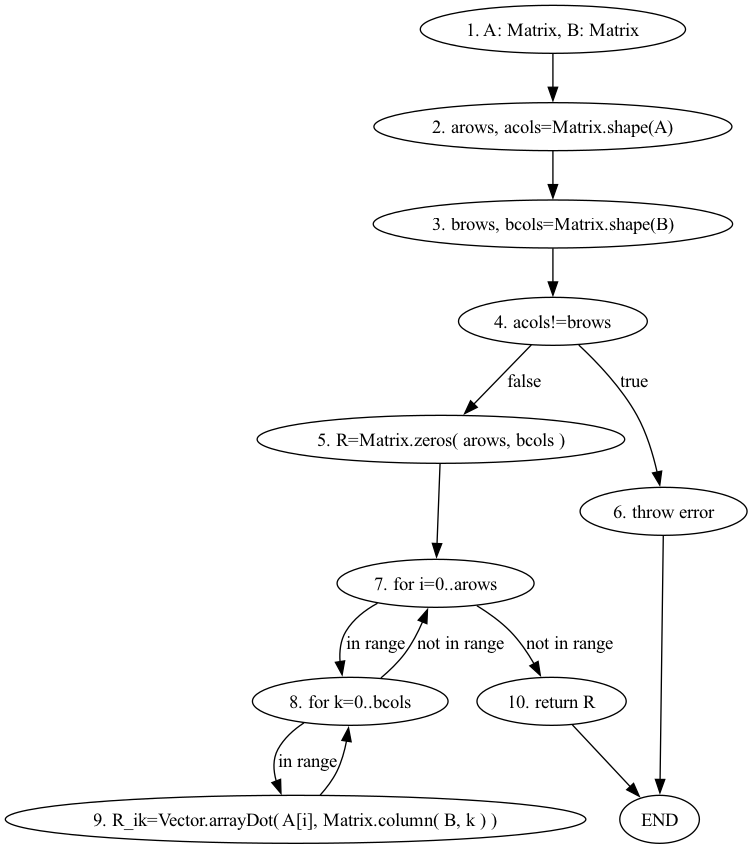 1. A: Matrix, B: Matrix
2. arows, acols=Matrix.shape(A)
3. brows, bcols=Matrix.shape(B)
4. acols!=brows
false
true
5. R=Matrix.zeros( arows, bcols )
6. throw error
7. for i=0..arows
in range
not in range
not in range
8. for k=0..bcols
10. return R
in range
9. R_ik=Vector.arrayDot( A[i], Matrix.column( B, k ) )
END